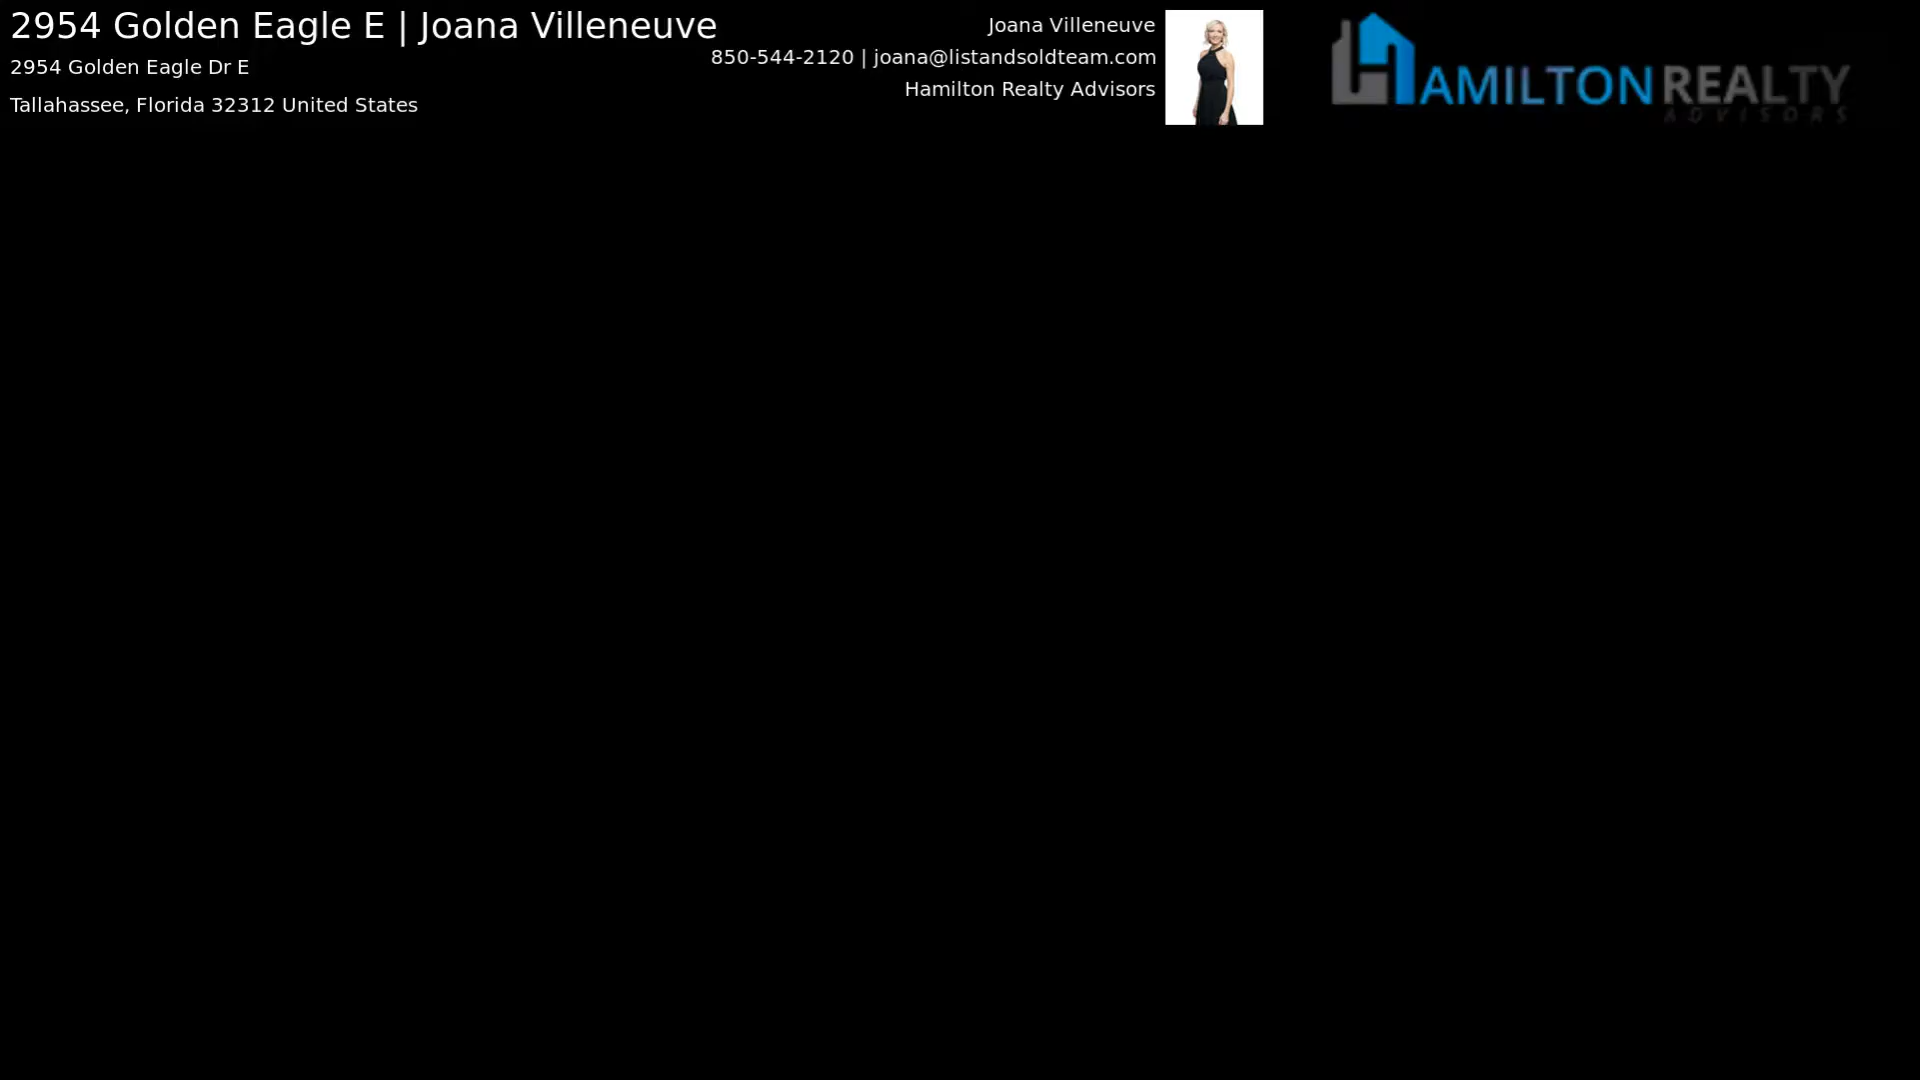 2954 Golden Eagle E | Joana Villeneuve
2954 Golden Eagle Dr E
Tallahassee, Florida 32312 United States
Joana Villeneuve
850-544-2120 | joana@listandsoldteam.com
Hamilton Realty Advisors
HAMILTON REALTY
ADVISORS